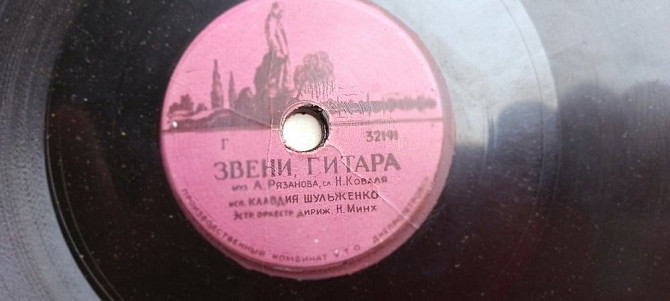 Г 32191
ЗВЕНИ, ГИТАРА
муз А. Рязанова, сл. Н. Коваля
исп. КЛАВДИЯ ШУЛЬЖЕНКО
Эстр оркестр дириж. Н. Минх
ПРОИЗВОДСТВЕННЫЙ КОМБИНАТ У Т О